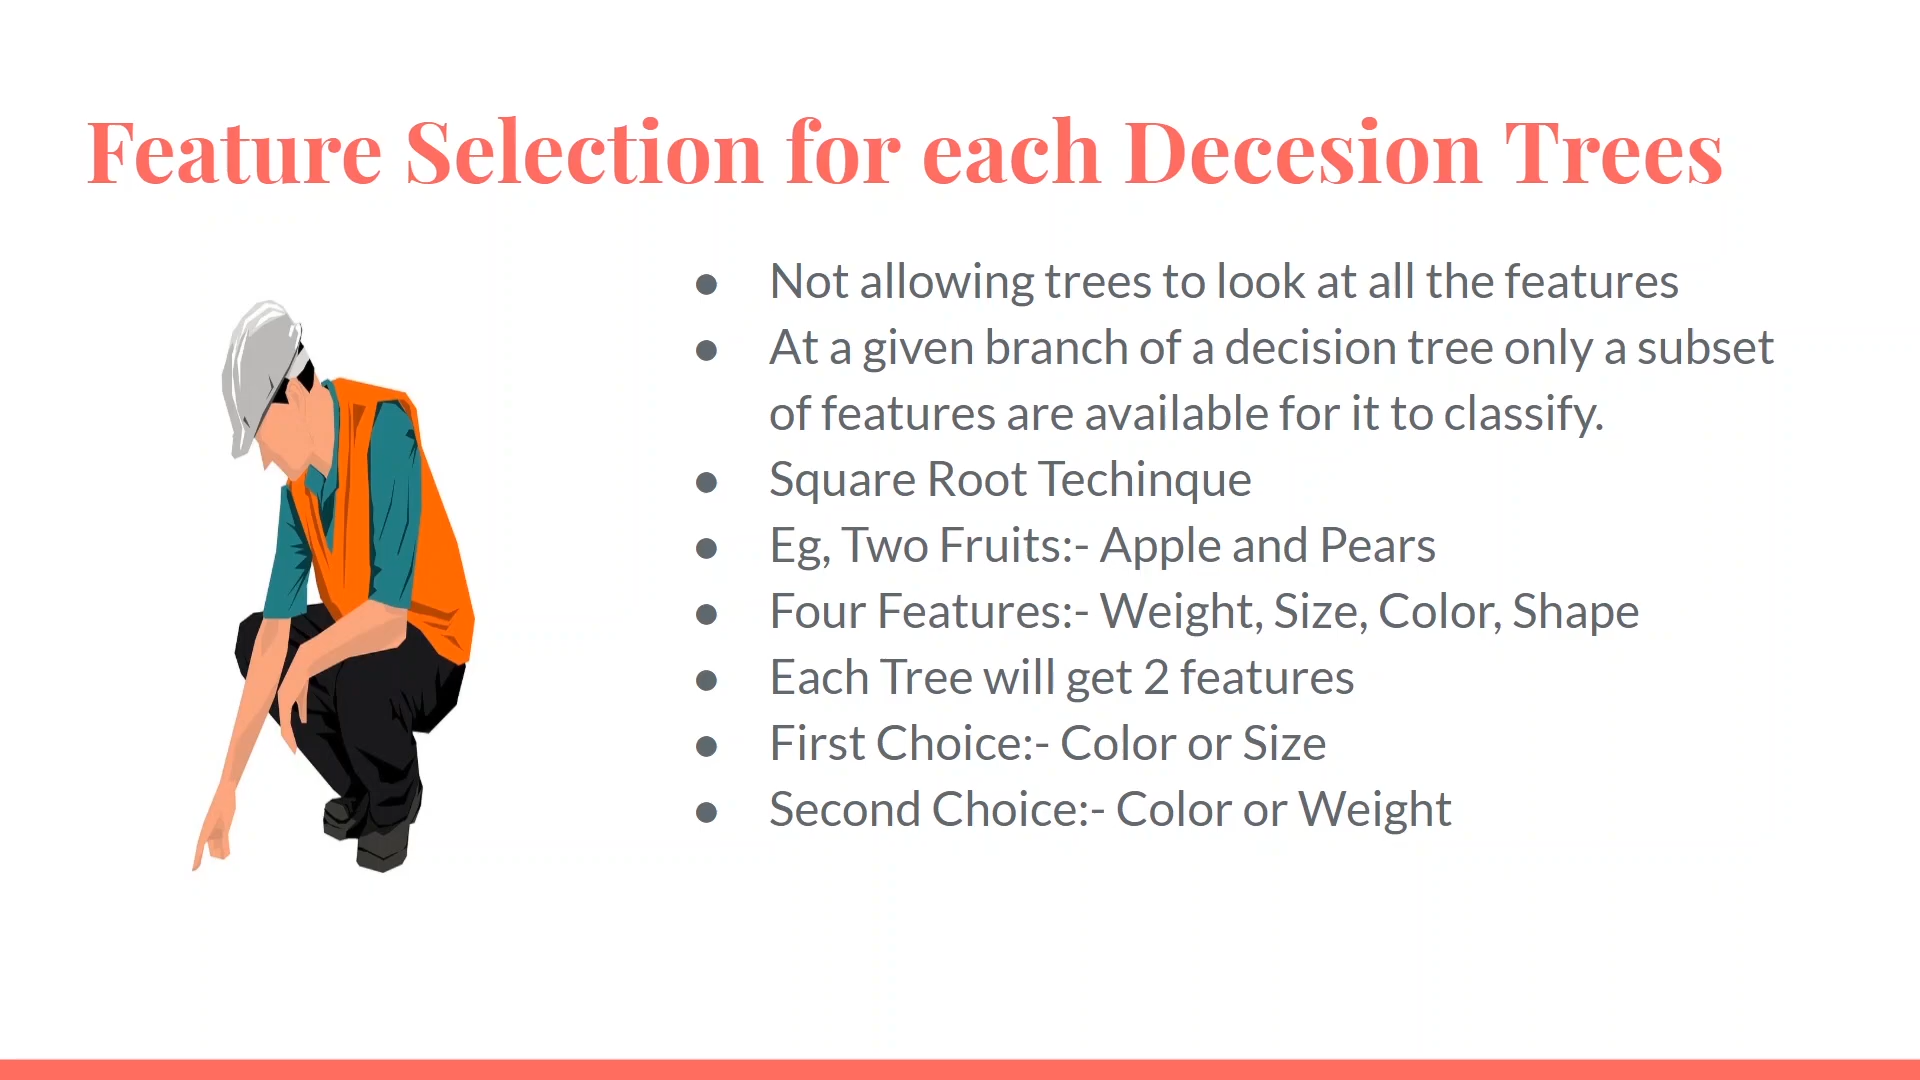 Feature Selection for each Decesion Trees
● Not allowing trees to look at all the features
● At a given branch of a decision tree only a subset
of features are available for it to classify.
● Square Root Techinque
● Eg, Two Fruits:- Apple and Pears
● Four Features:- Weight, Size, Color, Shape
● Each Tree will get 2 features
● First Choice:- Color or Size
● Second Choice:- Color or Weight